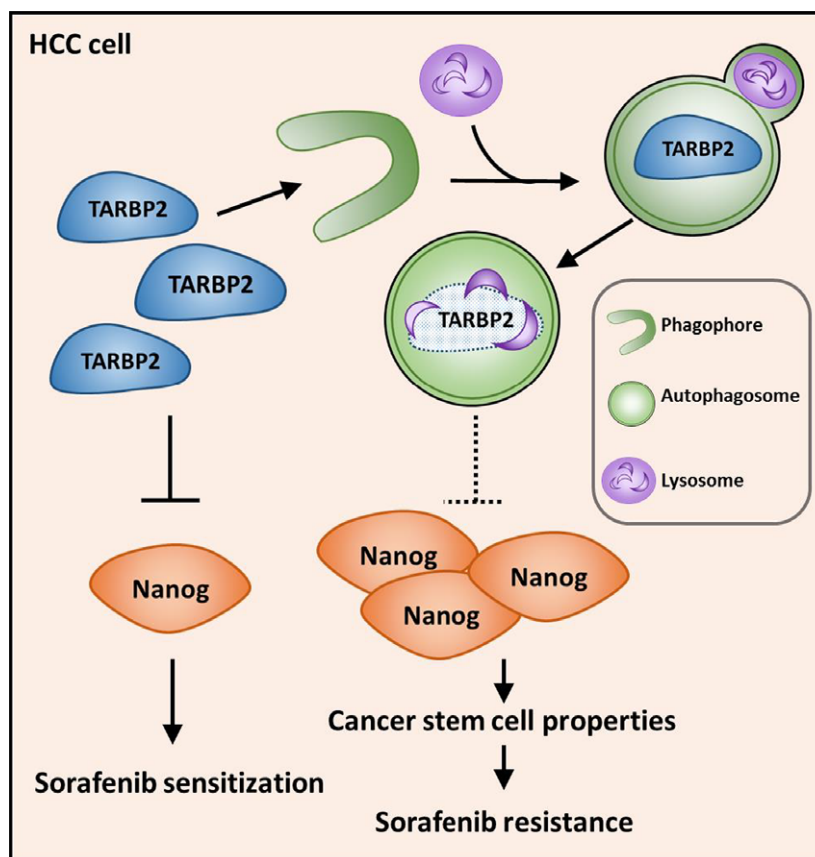 HCC cell
TARBP2
TARBP2
TARBP2
TARBP2
TARBP2
Phagophore
Autophagosome
Lysosome
Nanog
Nanog
Nanog
Nanog
Cancer stem cell properties
Sorafenib sensitization
Sorafenib resistance